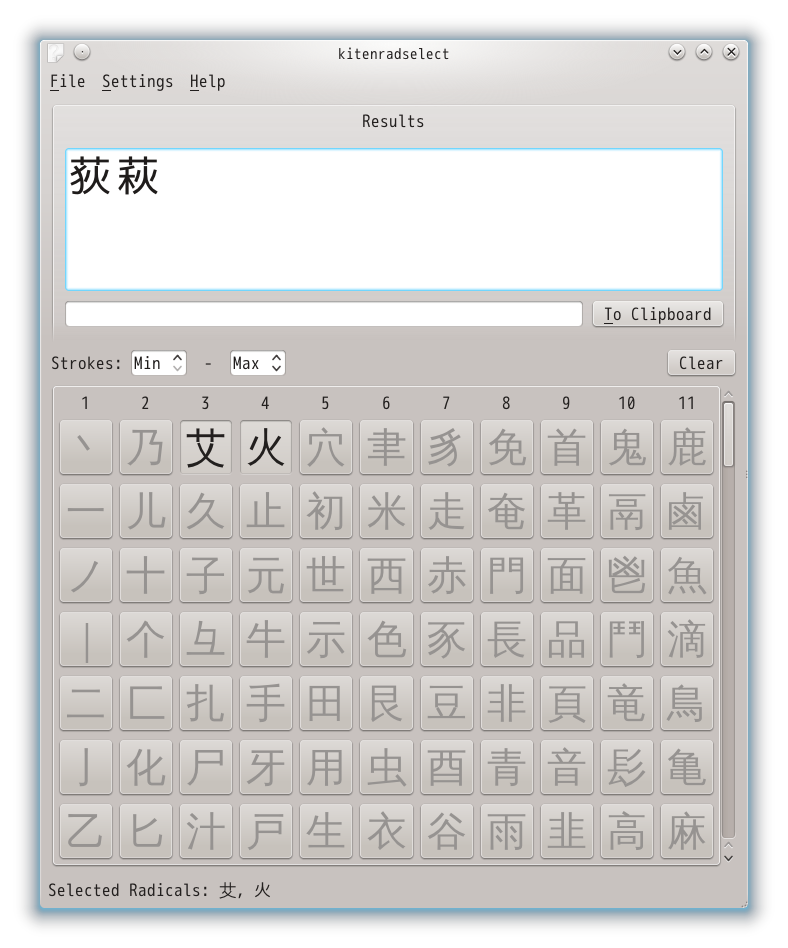 kitenradselect
File Settings Help
Results
荻萩
To Clipboard
Strokes: Min - Max Clear
1 2 3 4 5 6 7 8 9 10 11
丶 乃 艾 火 穴 聿 豸 免 首 鬼 鹿
一 儿 久 止 初 米 走 奄 革 鬲 鹵
ノ 十 子 元 世 西 赤 門 面 鬯 魚
| 个 彑 牛 示 色 豕 長 品 鬥 滴
二 匚 扎 手 田 艮 豆 非 頁 竜 鳥
亅 化 尸 牙 用 虫 酉 青 音 髟 亀
乙 匕 汁 戸 生 衣 谷 雨 韭 高 麻
Selected Radicals: 艾, 火